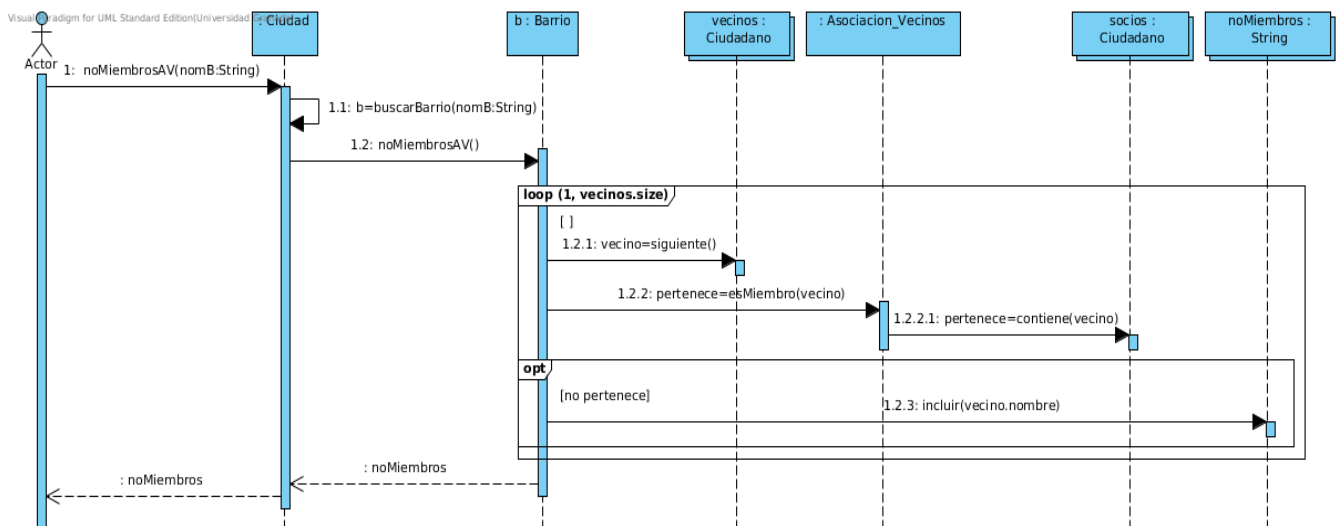 Visual Paradigm for UML Standard Edition(Universidad Granada)
Actor
: Ciudad
b : Barrio
vecinos :
Ciudadano
: Asociacion_Vecinos
socios :
Ciudadano
noMiembros :
String
1: noMiembrosAV(nomB:String)
1.1: b=buscarBarrio(nomB:String)
1.2: noMiembrosAV()
loop (1, vecinos.size)
[ ]
1.2.1: vecino=siguiente()
1.2.2: pertenece=esMiembro(vecino)
1.2.2.1: pertenece=contiene(vecino)
opt
[no pertenece]
1.2.3: incluir(vecino.nombre)
: noMiembros
: noMiembros